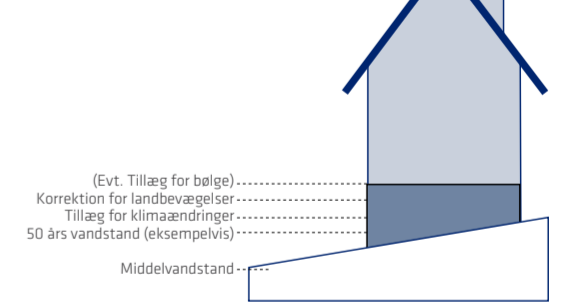 (Evt. Tillæg for bølge)
Korrektion for landbevægelser
Tillæg for klimaændringer
50 års vandstand (eksempelvis)
Middelvandstand